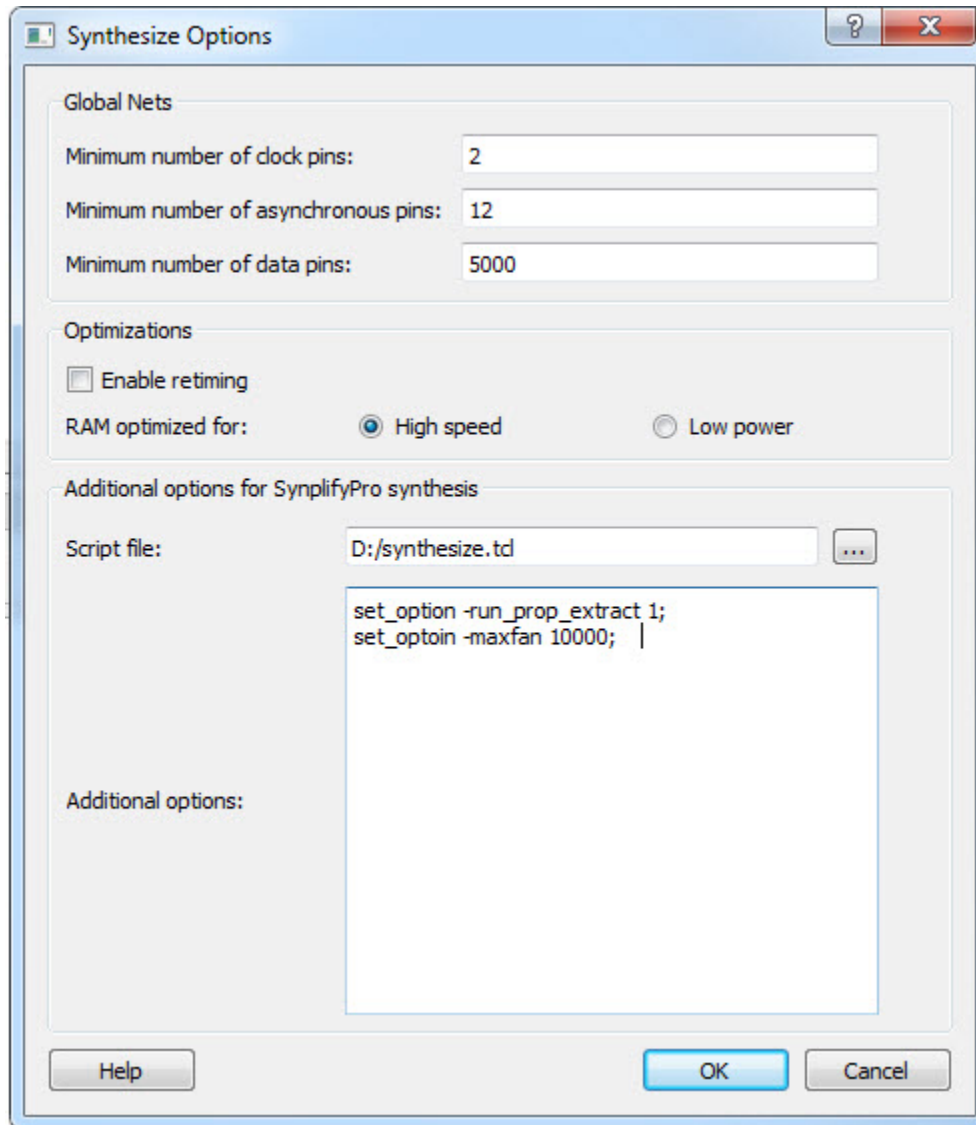 Synthesize Options
Global Nets
Minimum number of clock pins: 2
Minimum number of asynchronous pins: 12
Minimum number of data pins: 5000
Optimizations
Enable retiming
RAM optimized for: High speed Low power
Additional options for SynplifyPro synthesis
Script file: D:/synthesize.tcl ...
set_option -run_prop_extract 1;
set_optoin -maxfan 10000;
Additional options:
Help OK Cancel